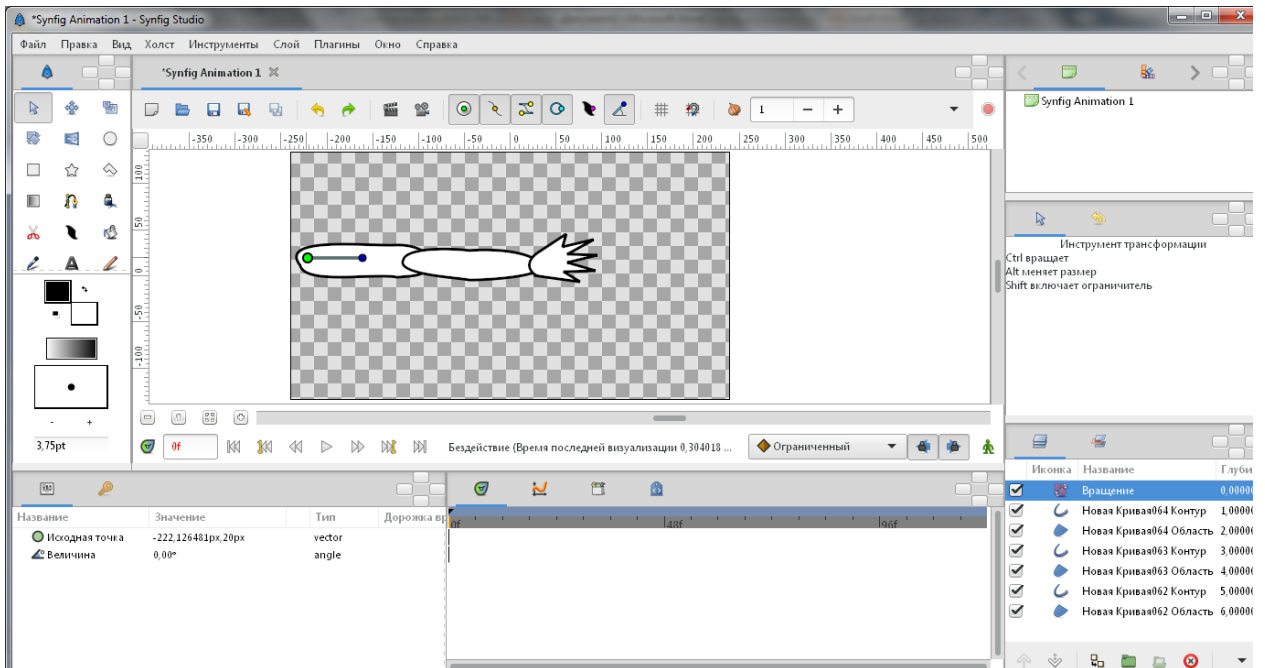 *Synfig Animation 1 - Synfig Studio
Файл Правка Вид Холст Инструменты Слой Плагины Окно Справка
*Synfig Animation 1
1
-350 -300 -250 -200 -150 -100 -50 0 50 100 150 200 250 300 350 400 450 500
100
50
0
-50
-100
3,75pt
0f
Бездействие (Время последней визуализации 0,304018 ...
Ограниченный
Название Значение Тип Дорожка вр
Исходная точка -222,126481px,20px vector
Величина 0,00° angle
0f 48f 96f
Synfig Animation 1
Инструмент трансформации
Ctrl вращает
Alt меняет размер
Shift включает ограничитель
Иконка Название Глуби
Вращение 0,0000
Новая Кривая064 Контур 1,0000
Новая Кривая064 Область 2,0000
Новая Кривая063 Контур 3,0000
Новая Кривая063 Область 4,0000
Новая Кривая062 Контур 5,0000
Новая Кривая062 Область 6,0000